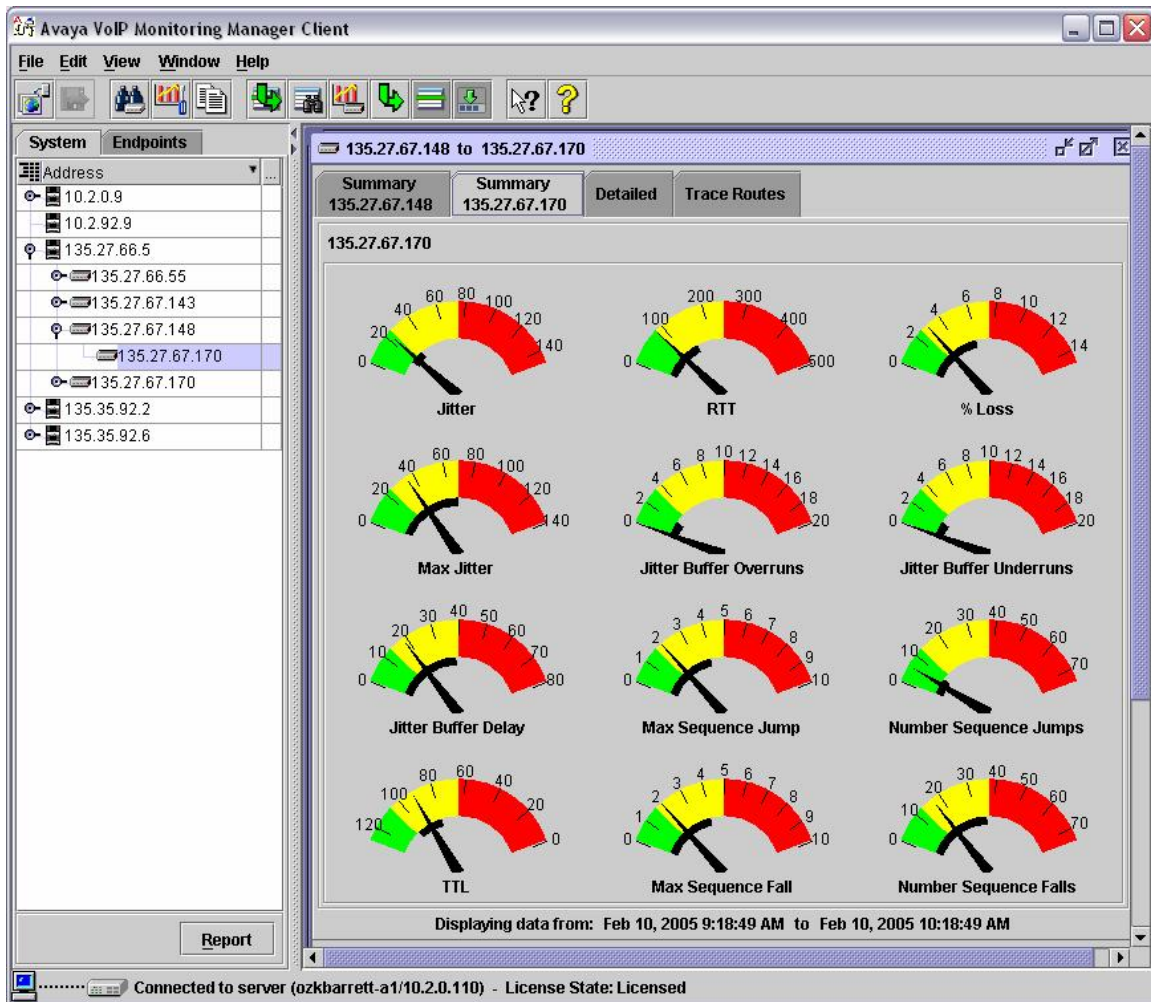 Avaya VoIP Monitoring Manager Client
File Edit View Window Help
System Endpoints
Address ...
10.2.0.9
10.2.92.9
135.27.66.5
135.27.66.55
135.27.67.143
135.27.67.148
135.27.67.170
135.27.67.170
135.35.92.2
135.35.92.6
Report
135.27.67.148 to 135.27.67.170
Summary 135.27.67.148
Summary 135.27.67.170
Detailed
Trace Routes
135.27.67.170
0 20 40 60 80 100 120 140
Jitter
0 100 200 300 400 500
RTT
0 2 4 6 8 10 12 14
% Loss
0 20 40 60 80 100 120 140
Max Jitter
0 2 4 6 8 10 12 14 16 18 20
Jitter Buffer Overruns
0 2 4 6 8 10 12 14 16 18 20
Jitter Buffer Underruns
0 10 20 30 40 50 60 70 80
Jitter Buffer Delay
0 1 2 3 4 5 6 7 8 9 10
Max Sequence Jump
0 10 20 30 40 50 60 70
Number Sequence Jumps
120 100 80 60 40 20 0
TTL
0 1 2 3 4 5 6 7 8 9 10
Max Sequence Fall
0 10 20 30 40 50 60 70
Number Sequence Falls
Displaying data from: Feb 10, 2005 9:18:49 AM to Feb 10, 2005 10:18:49 AM
Connected to server (ozkbarrett-a1/10.2.0.110) - License State: Licensed